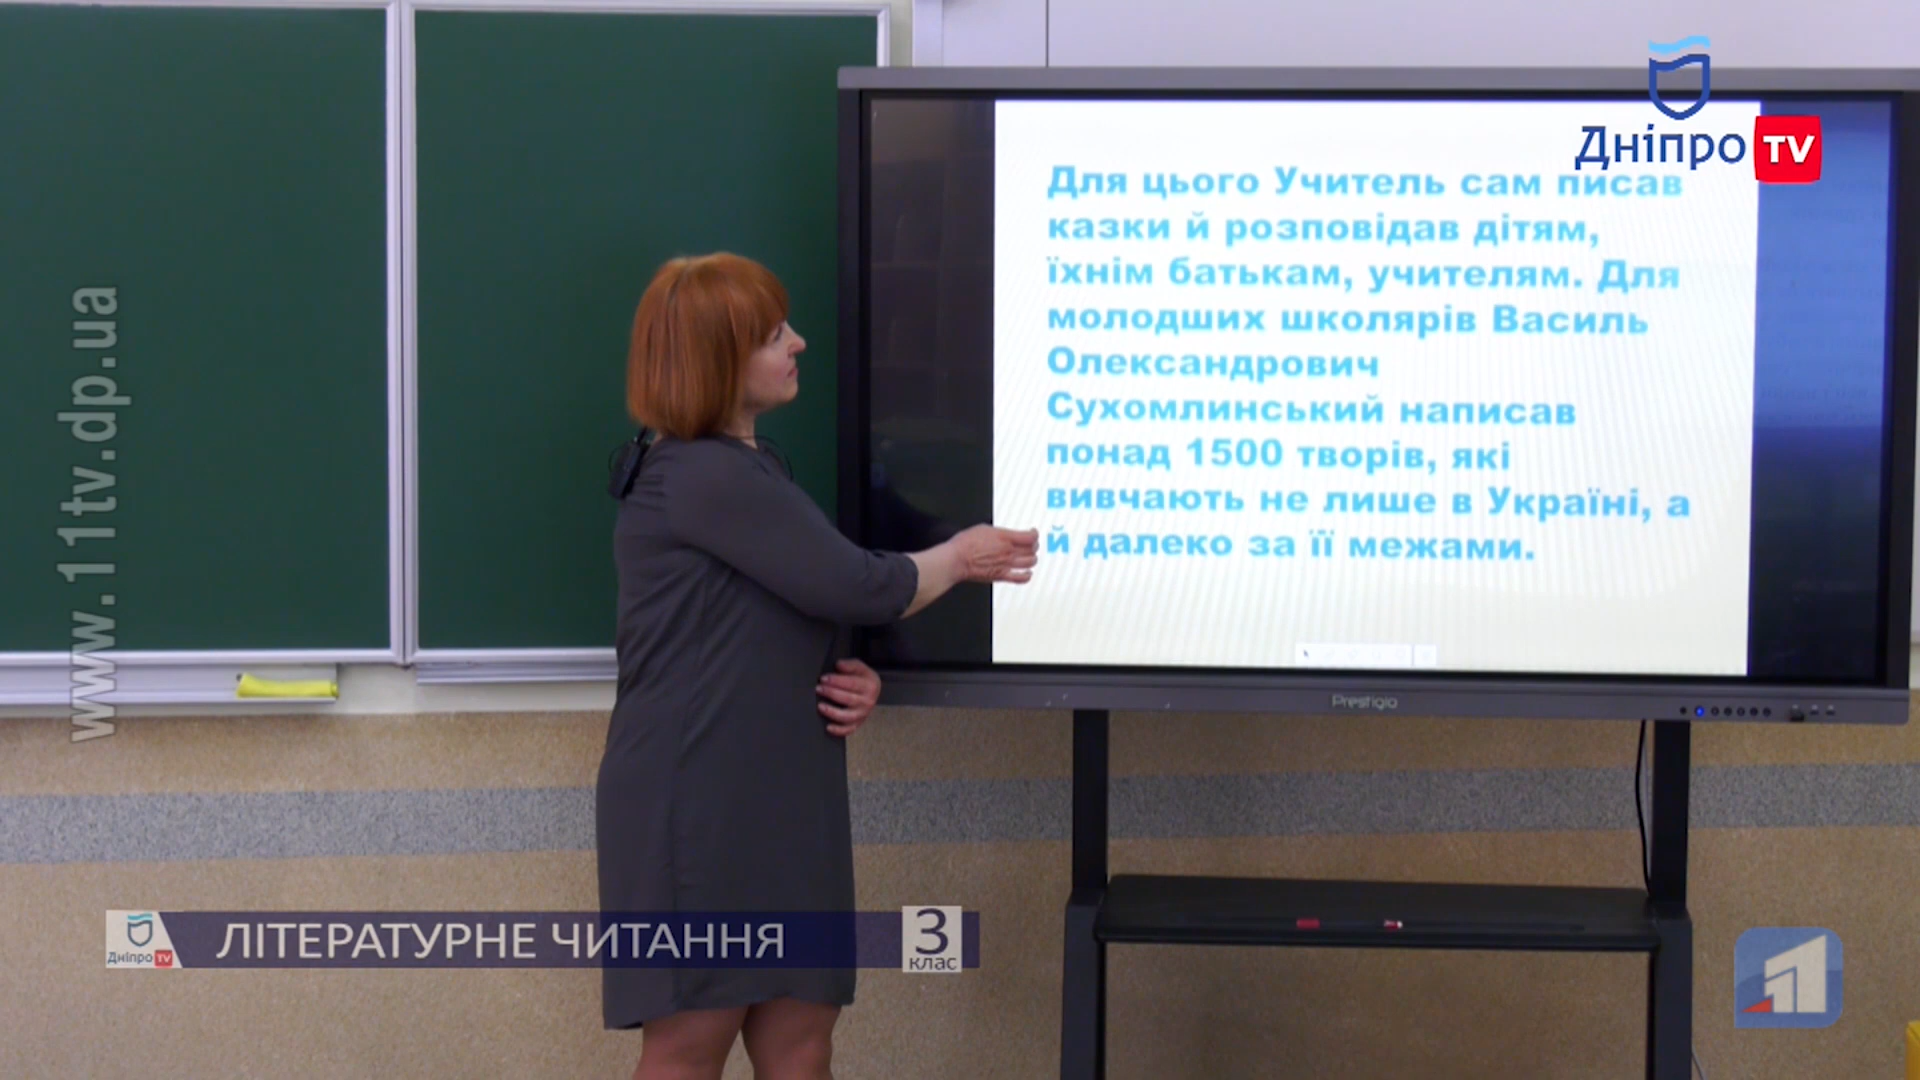 Дніпро TV
Для цього Учитель сам писав
казки й розповідав дітям,
їхнім батькам, учителям. Для
молодших школярів Василь
Олександрович
Сухомлинський написав
понад 1500 творів, які
вивчають не лише в Україні, а
й далеко за її межами.
Prestigio
www.11tv.dp.ua
Дніпро TV
ЛІТЕРАТУРНЕ ЧИТАННЯ
3
клас
11